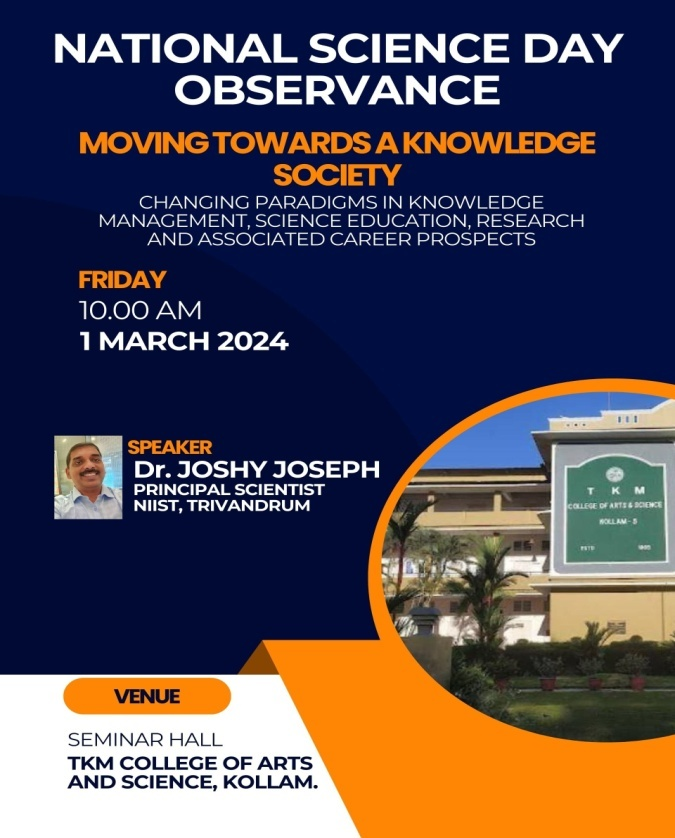 NATIONAL SCIENCE DAY
OBSERVANCE
MOVING TOWARDS A KNOWLEDGE
SOCIETY
CHANGING PARADIGMS IN KNOWLEDGE
MANAGEMENT, SCIENCE EDUCATION, RESEARCH
AND ASSOCIATED CAREER PROSPECTS
FRIDAY
10.00 AM
1 MARCH 2024
SPEAKER
Dr. JOSHY JOSEPH
PRINCIPAL SCIENTIST
NIIST, TRIVANDRUM
T K M
COLLEGE OF ARTS & SCIENCE
KOLLAM - 5
ESTD 1965
VENUE
SEMINAR HALL
TKM COLLEGE OF ARTS
AND SCIENCE, KOLLAM.